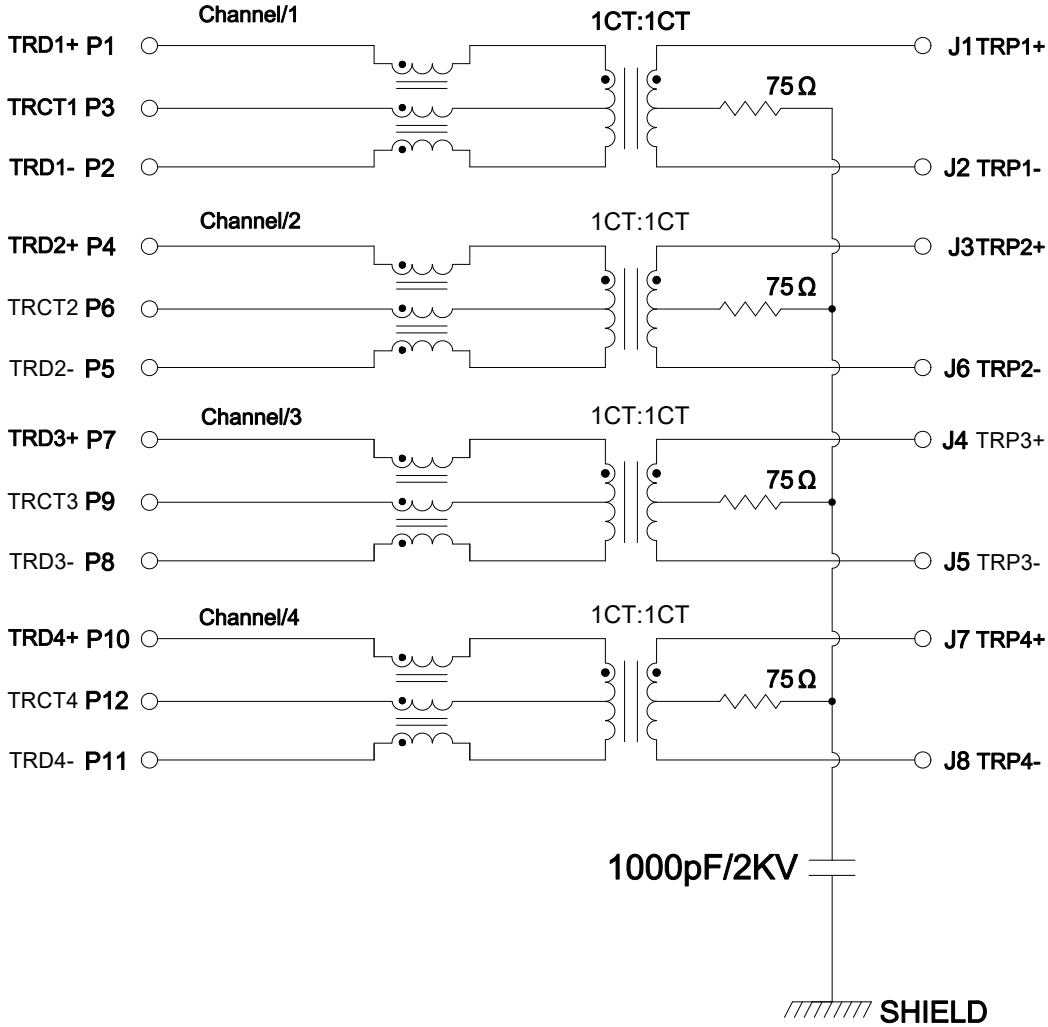 Channel/1
1CT:1CT
TRD1+ P1
J1 TRP1+
75Ω
TRCT1 P3
TRD1- P2
J2 TRP1-
Channel/2
1CT:1CT
TRD2+ P4
J3 TRP2+
75Ω
TRCT2 P6
TRD2- P5
J6 TRP2-
Channel/3
1CT:1CT
TRD3+ P7
J4 TRP3+
75Ω
TRCT3 P9
TRD3- P8
J5 TRP3-
Channel/4
1CT:1CT
TRD4+ P10
J7 TRP4+
75Ω
TRCT4 P12
TRD4- P11
J8 TRP4-
1000pF/2KV
SHIELD